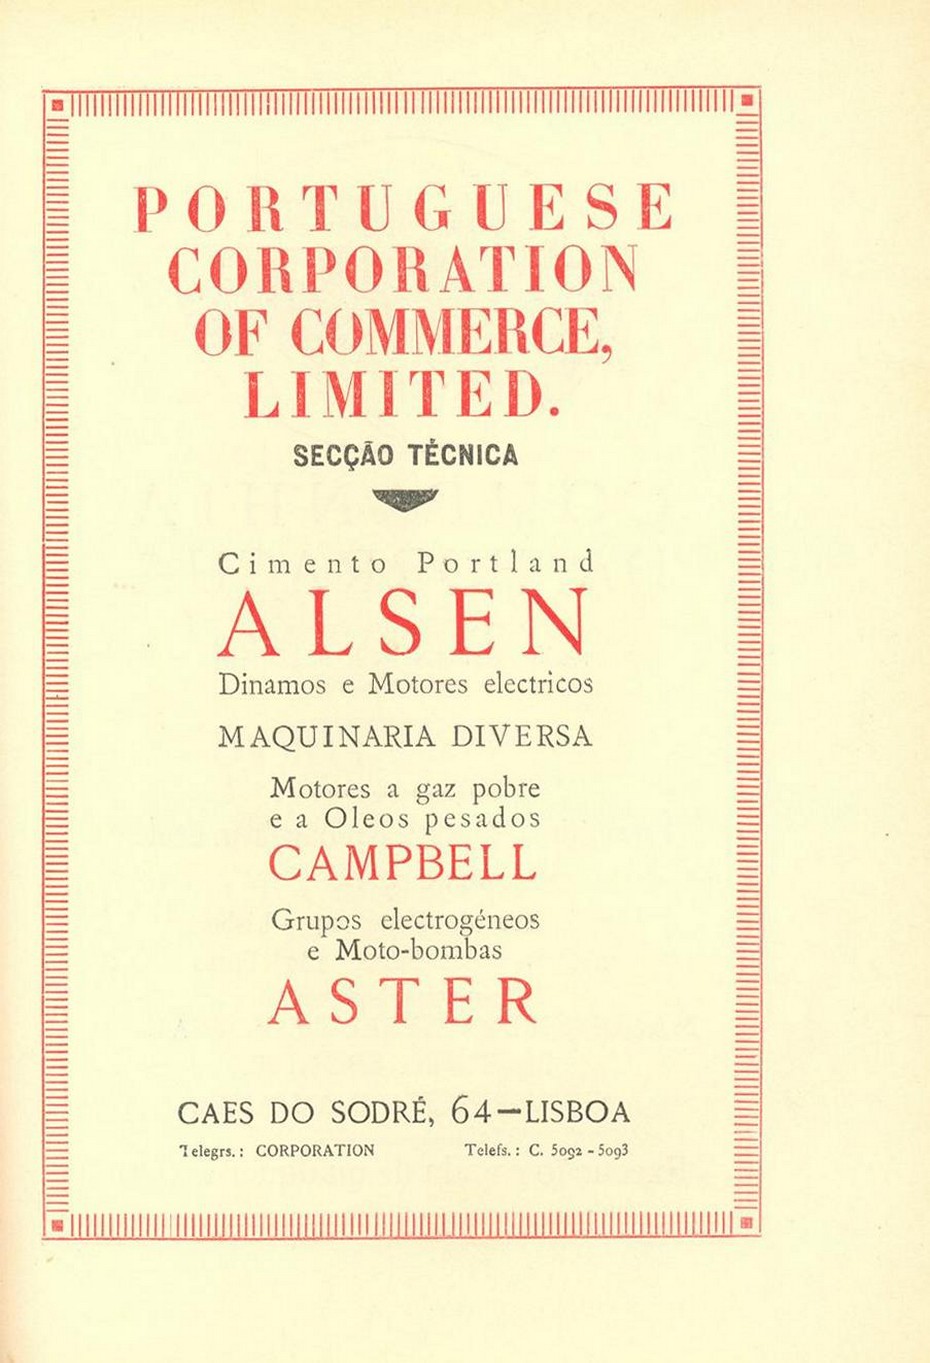 PORTUGUESE
CORPORATION
OF COMMERCE,
LIMITED.
SECÇÃO TÉCNICA
Cimento Portland
ALSEN
Dinamos e Motores electricos
MAQUINARIA DIVERSA
Motores a gaz pobre
e a Oleos pesados
CAMPBELL
Grupos electrogéneos
e Moto-bombas
ASTER
CAES DO SODRÉ, 64—LISBOA
Telegrs.: CORPORATION Telefs.: C. 5092 - 5093